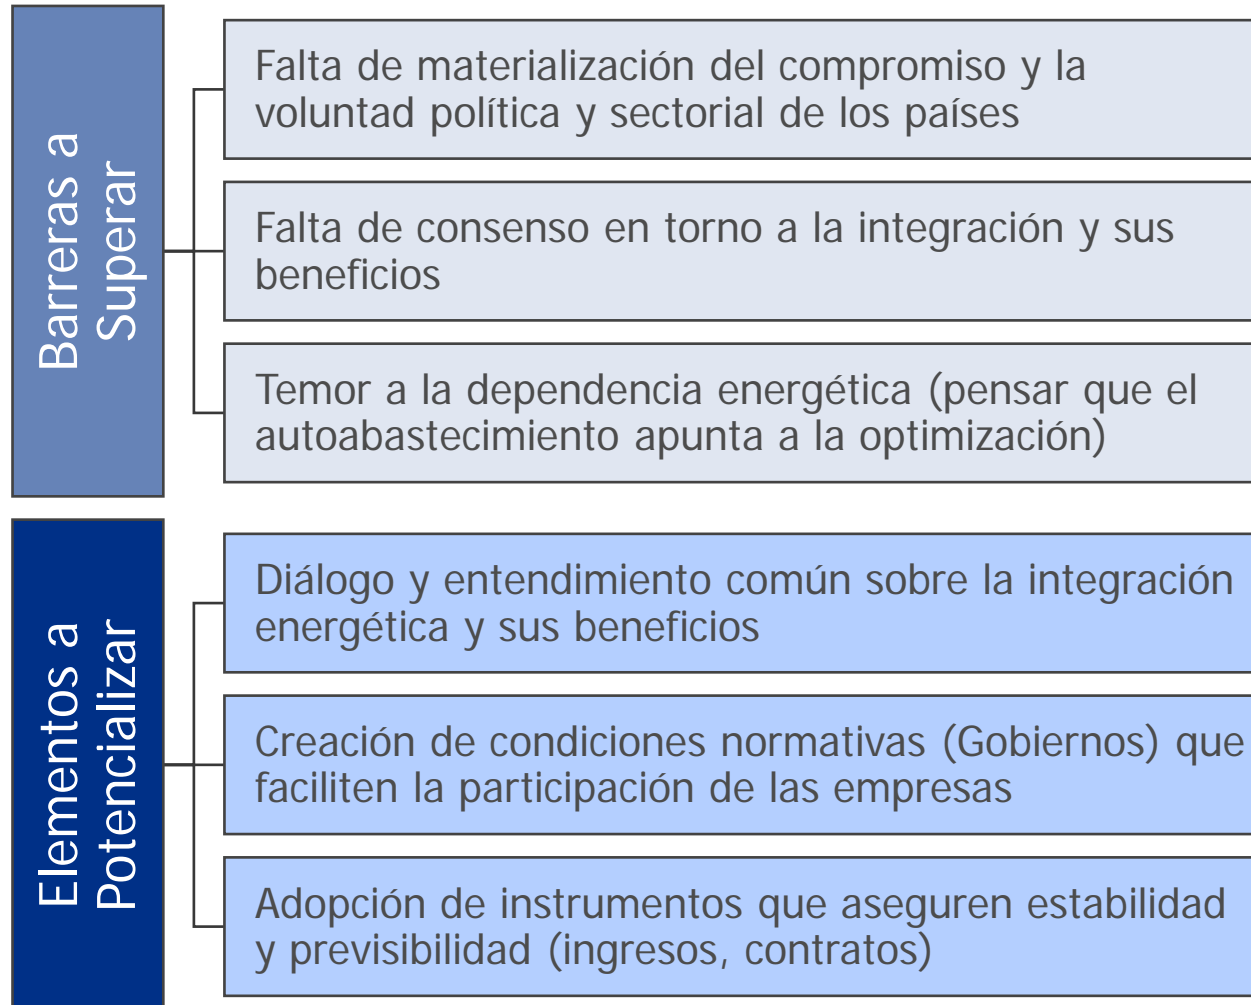 Barreras a
Superar
Falta de materialización del compromiso y la
voluntad política y sectorial de los países
Falta de consenso en torno a la integración y sus
beneficios
Temor a la dependencia energética (pensar que el
autoabastecimiento apunta a la optimización)
Elementos a
Potencializar
Diálogo y entendimiento común sobre la integración
energética y sus beneficios
Creación de condiciones normativas (Gobiernos) que
faciliten la participación de las empresas
Adopción de instrumentos que aseguren estabilidad
y previsibilidad (ingresos, contratos)